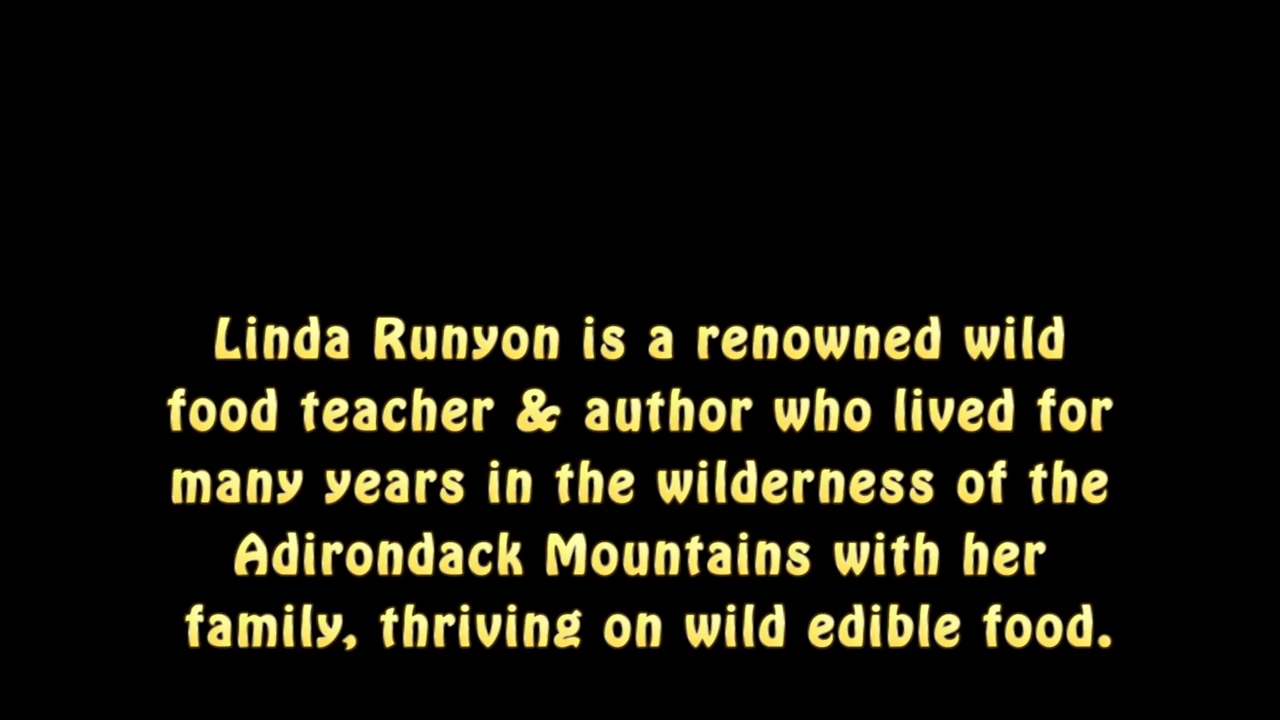 Linda Runyon is a renowned wild
food teacher & author who lived for
many years in the wilderness of the
Adirondack Mountains with her
family, thriving on wild edible food.